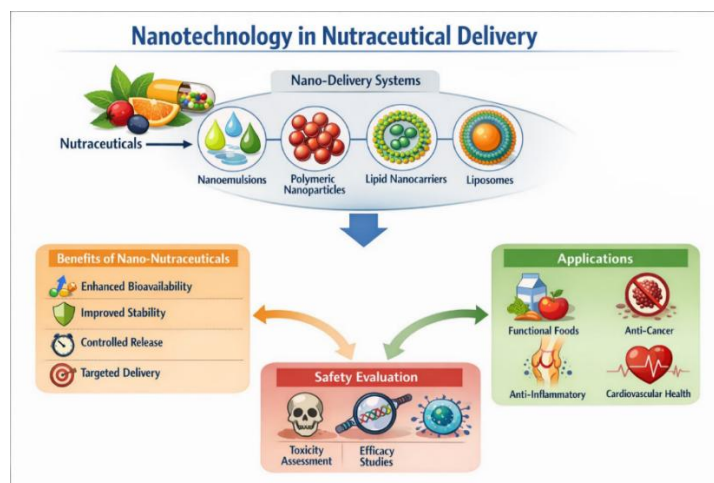 Nanotechnology in Nutraceutical Delivery
Nano-Delivery Systems
Nutraceuticals
Nanoemulsions
Polymeric
Nanoparticles
Lipid Nanocarriers
Liposomes
Benefits of Nano-Nutraceuticals
Enhanced Bioavailability
Improved Stability
Controlled Release
Targeted Delivery
Safety Evaluation
Toxicity
Assessment
Efficacy
Studies
Applications
Functional Foods
Anti-Cancer
Anti-Inflammatory
Cardiovascular Health